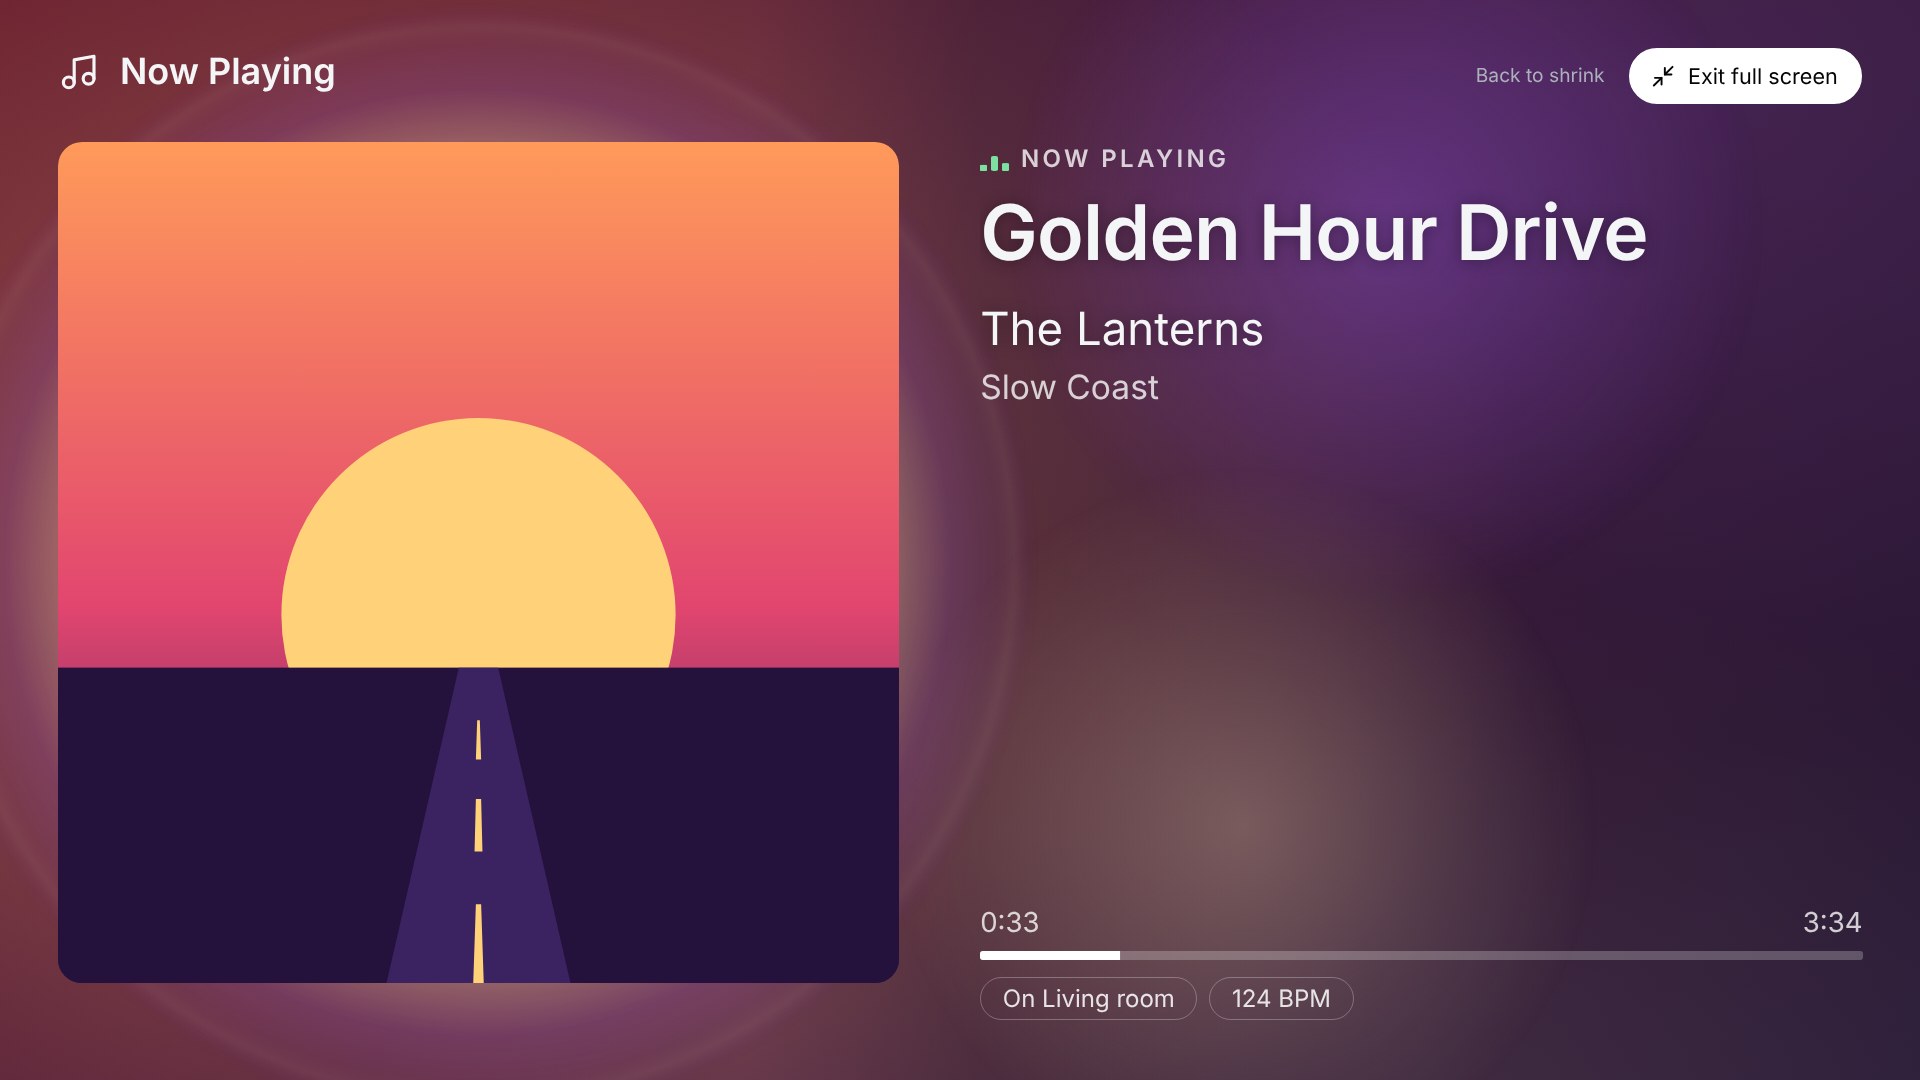 Now Playing
Back to shrink
Exit full screen
NOW PLAYING
Golden Hour Drive
The Lanterns
Slow Coast
0:33
3:34
On Living room
124 BPM